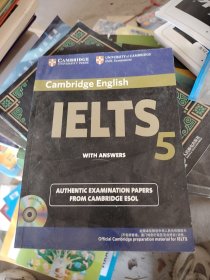 CAMBRIDGE
UNIVERSITY PRESS
UNIVERSITY of CAMBRIDGE
ESOL Examinations
Cambridge English
IELTS 5
WITH ANSWERS
AUTHENTIC EXAMINATION PAPERS
FROM CAMBRIDGE ESOL
Official Cambridge preparation material for IELTS